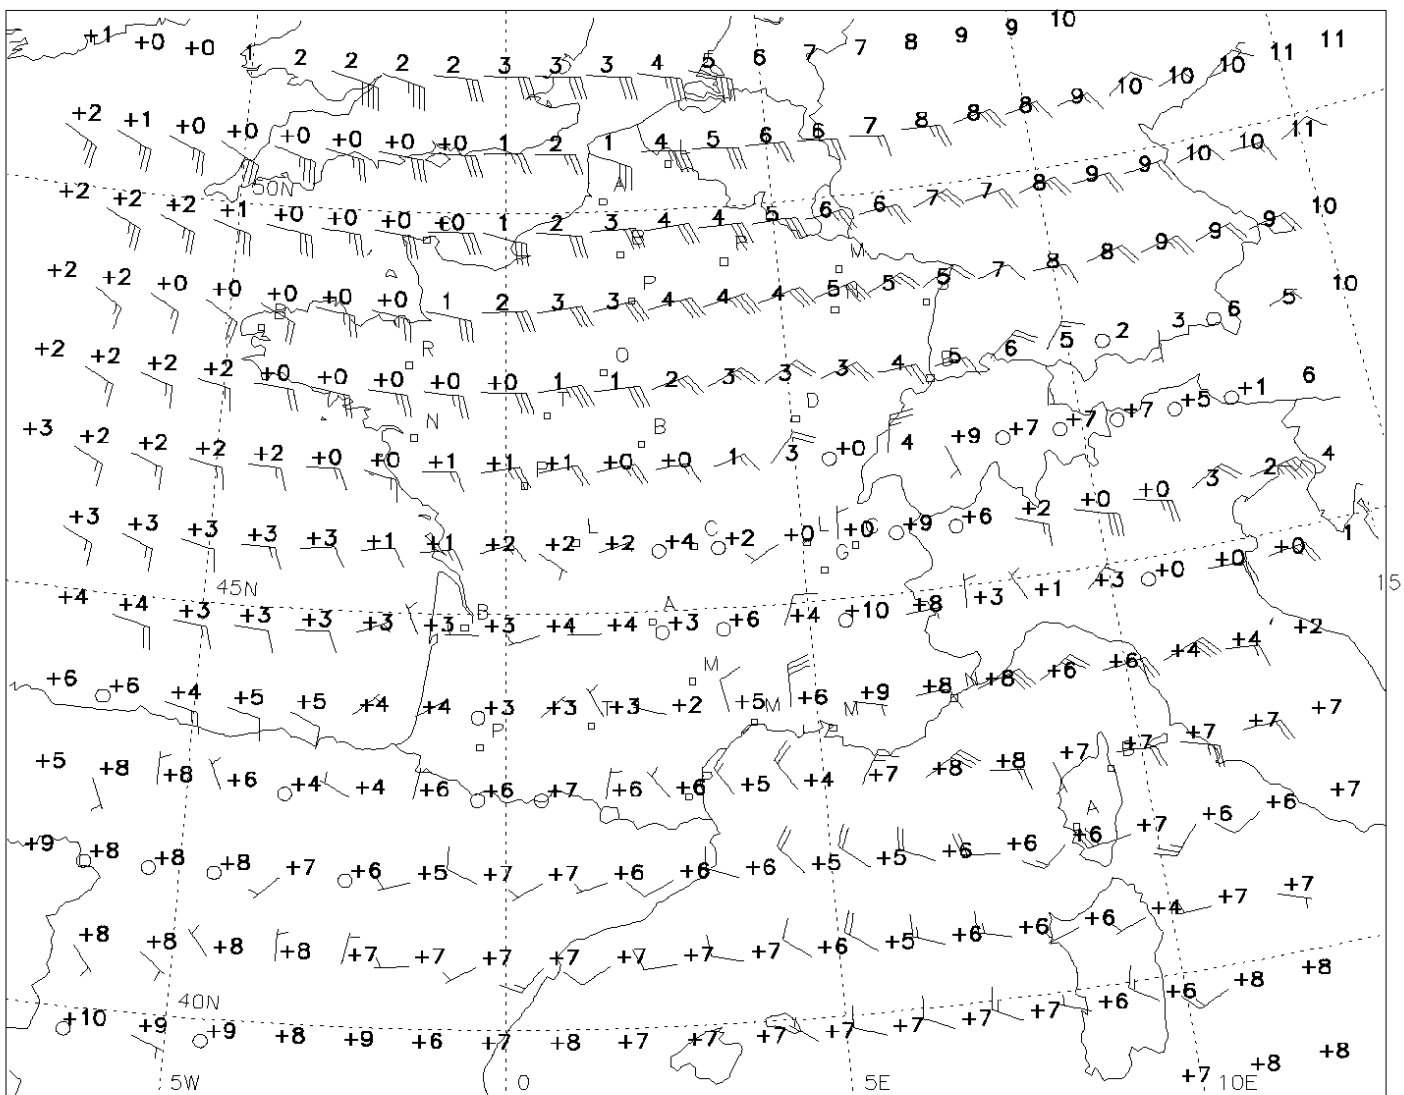 +1 +0 +0 1 2 2 2 2 3 3 3 4 5 6 7 7 8 9 9 10 10 10 10 11 11
+2 +1 +0 +0 +0 +0 +0 +0 1 2 1 4 5 6 6 7 8 8 8 9 10 10 11
50N A
+2 +2 +2 +1 +0 +0 +0 +0 1 2 3 4 4 5 6 6 7 7 8 9 9 10
R M
+2 +2 +0 +0 +0 +0 +0 1 2 3 3 4 4 4 5 5 5 7 8 8 9 9 9 10
B P N S
+2 +2 +2 +2 +0 +0 +0 +0 +0 1 1 2 3 3 3 4 5 6 5 2 3 6 5
R O
+3 +2 +2 +2 +2 +0 +0 +1 +1 +1 +0 +0 1 3 +0 4 +9 +7 +7 +7 +5 +1 6
N T B D P
+3 +3 +3 +3 +3 +1 +1 +2 +2 +2 +4 +2 +0 +0 +9 +6 +2 +0 +0 3 2 4
L C L C G
45N 15
+4 +4 +3 +3 +3 +3 +3 +3 +4 +4 +3 +6 +4 +10 +8 +3 +1 +3 +0 +0 +0 1
B A
+6 +6 +4 +5 +5 +4 +4 +3 +3 +3 +2 +5 +6 +9 +8 +8 +6 +6 +4 +4 +2
M T M M N P
+5 +8 +8 +6 +4 +4 +6 +6 +7 +6 +6 +5 +4 +7 +8 +8 +7 +7 +7 +7 +7
B A
+9 +8 +8 +8 +7 +6 +5 +7 +7 +6 +6 +6 +5 +5 +6 +6 +6 +7 +6 +6 +7
+8 +8 +8 +8 +7 +7 +7 +7 +7 +7 +7 +6 +5 +6 +6 +6 +4 +7 +7
40N
+10 +9 +9 +8 +9 +6 +7 +8 +7 +7 +7 +7 +7 +7 +7 +6 +6 +8 +8
+7 +8 +8
5W 0 5E 10E